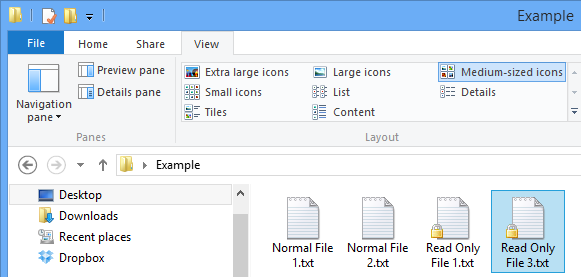 Example
File Home Share View
Navigation pane
Preview pane
Details pane
Panes
Extra large icons Large icons Medium-sized icons
Small icons List Details
Tiles Content
Layout
Example
Desktop
Downloads
Recent places
Dropbox
Normal File
1.txt
Normal File
2.txt
Read Only
File 1.txt
Read Only
File 3.txt